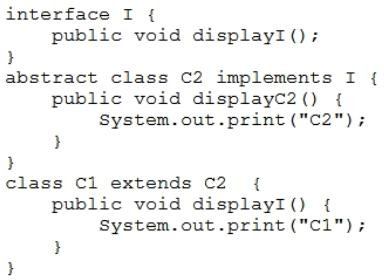 interface I {
    public void displayI();
}
abstract class C2 implements I {
    public void displayC2() {
        System.out.print("C2");
    }
}
class C1 extends C2  {
    public void displayI() {
        System.out.print("C1");
    }
}